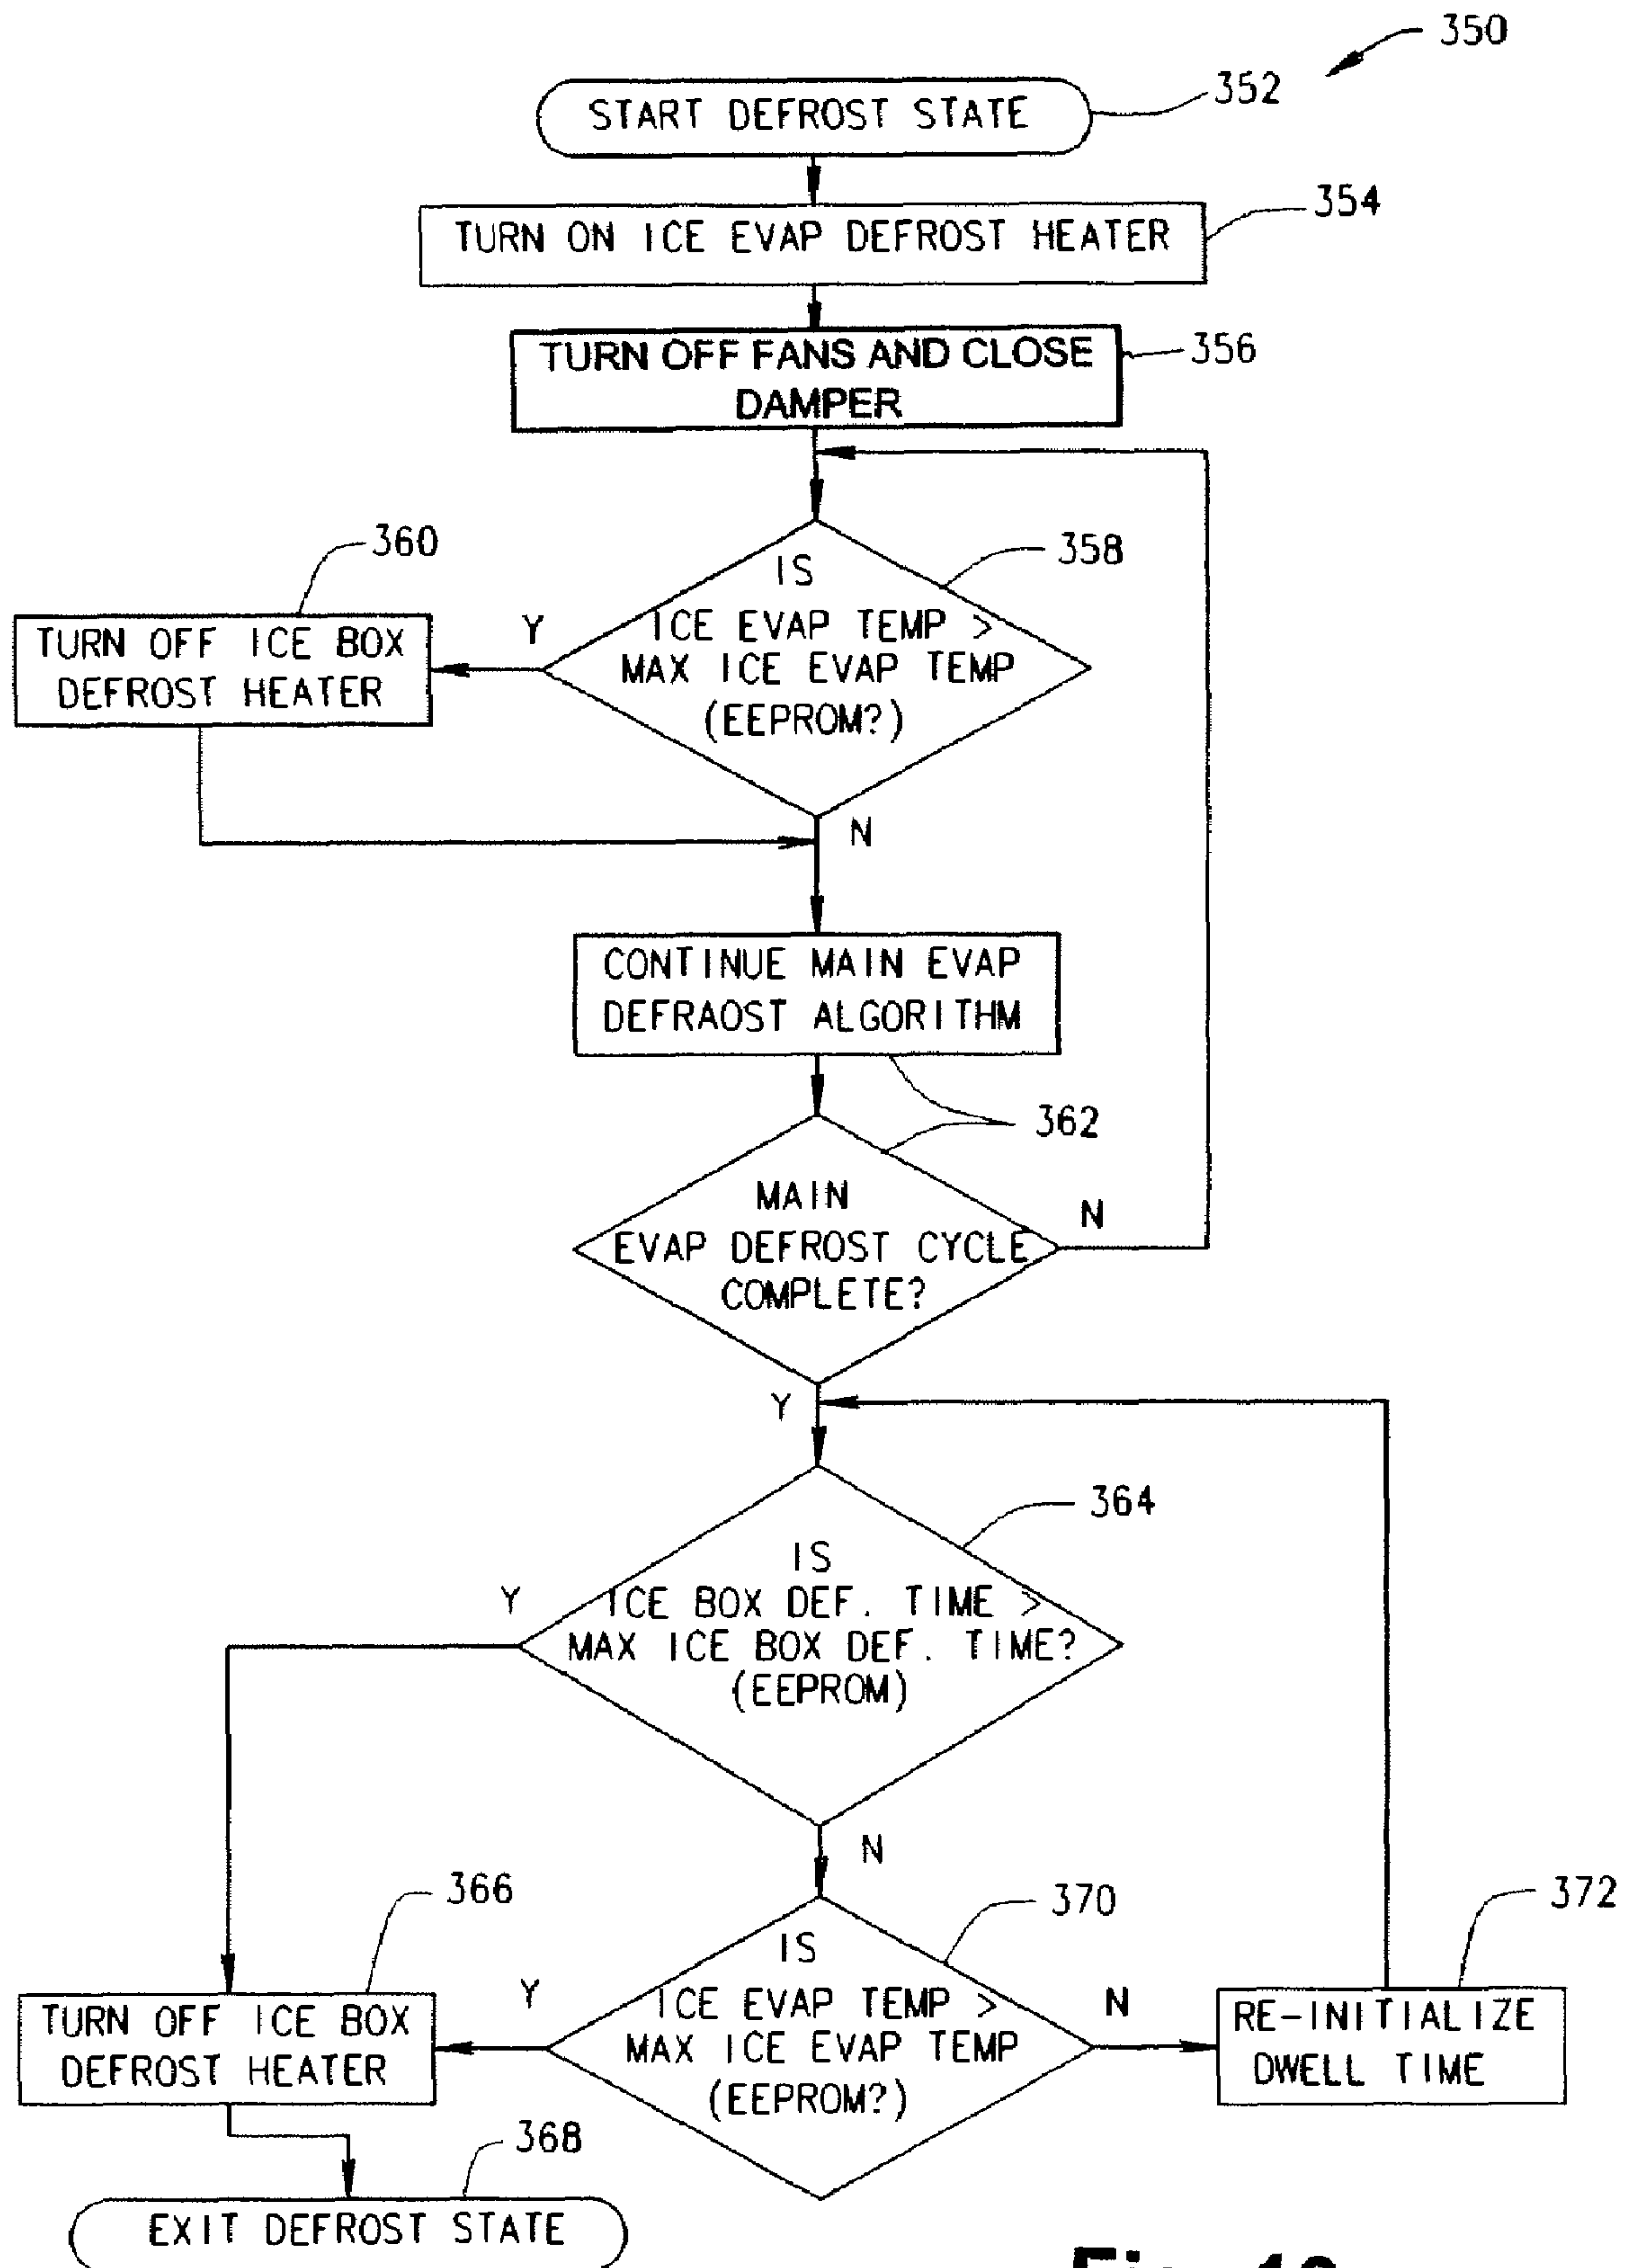 350
START DEFROST STATE
352
TURN ON ICE EVAP DEFROST HEATER
354
TURN OFF FANS AND CLOSE
DAMPER
356
IS
ICE EVAP TEMP >
MAX ICE EVAP TEMP
(EEPROM?)
358
Y
360
TURN OFF ICE BOX
DEFROST HEATER
N
CONTINUE MAIN EVAP
DEFRAOST ALGORITHM
362
MAIN
EVAP DEFROST CYCLE
COMPLETE?
N
Y
364
IS
ICE BOX DEF. TIME >
MAX ICE BOX DEF. TIME?
(EEPROM)
Y
N
366
TURN OFF ICE BOX
DEFROST HEATER
Y
370
IS
ICE EVAP TEMP >
MAX ICE EVAP TEMP
(EEPROM?)
N
372
RE-INITIALIZE
DWELL TIME
368
EXIT DEFROST STATE